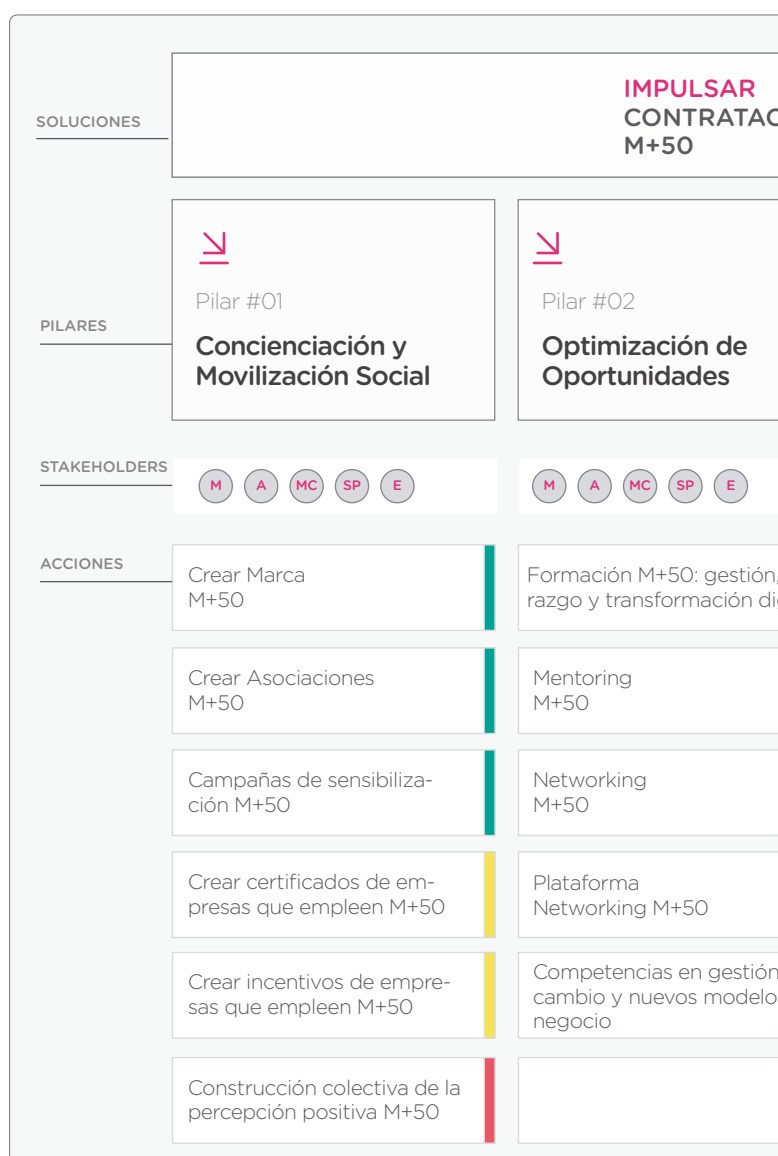 SOLUCIONES
IMPULSAR
CONTRATAC
M+50
PILARES
Pilar #01
Concienciación y
Movilización Social
Pilar #02
Optimización de
Oportunidades
STAKEHOLDERS
M A MC SP E
M A MC SP E
ACCIONES
Crear Marca
M+50
Formación M+50: gestión,
razgo y transformación di
Crear Asociaciones
M+50
Mentoring
M+50
Campañas de sensibiliza-
ción M+50
Networking
M+50
Crear certificados de em-
presas que empleen M+50
Plataforma
Networking M+50
Crear incentivos de empre-
sas que empleen M+50
Competencias en gestión
cambio y nuevos modelo
negocio
Construcción colectiva de la
percepción positiva M+50